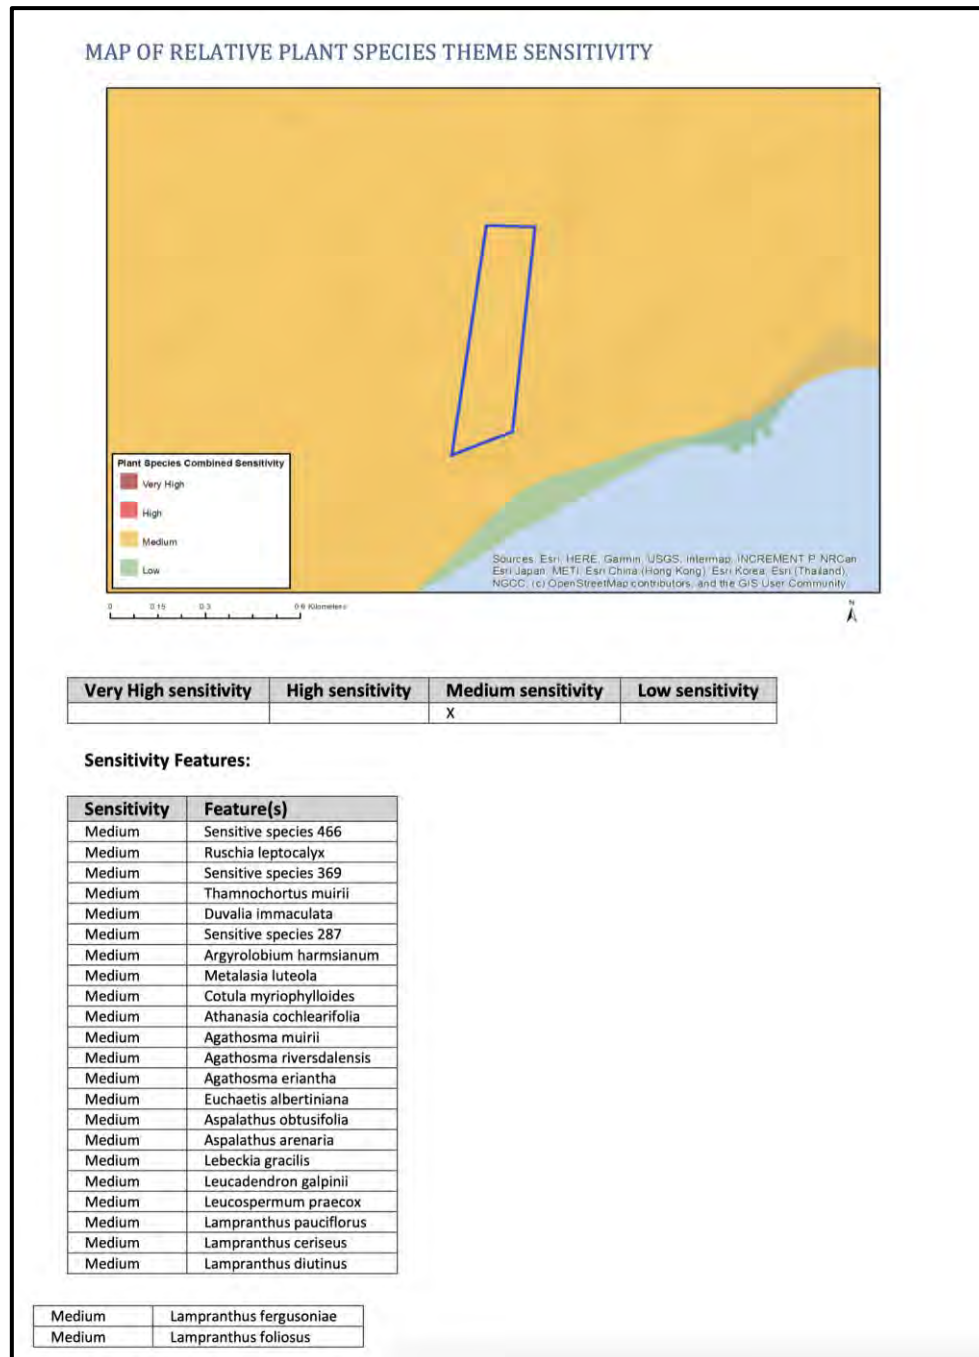 MAP OF RELATIVE PLANT SPECIES THEME SENSITIVITY
Plant Species Combined Sensitivity
Very High
High
Medium
Low
Sources: Esri, HERE, Garmin, USGS, Intermap, INCREMENT P, NRCan,
Esri Japan, METI, Esri China (Hong Kong), Esri Korea, Esri (Thailand),
NGCC, (c) OpenStreetMap contributors, and the GIS User Community
0 0.15 0.3 0.6 Kilometers
N
Very High sensitivity High sensitivity Medium sensitivity Low sensitivity
X
Sensitivity Features:
Sensitivity Feature(s)
Medium Sensitive species 466
Medium Ruschia leptocalyx
Medium Sensitive species 369
Medium Thamnochortus muirii
Medium Duvalia immaculata
Medium Sensitive species 287
Medium Argyrolobium harmsianum
Medium Metalasia luteola
Medium Cotula myriophylloides
Medium Athanasia cochlearifolia
Medium Agathosma muirii
Medium Agathosma riversdalensis
Medium Agathosma eriantha
Medium Euchaetis albertiniana
Medium Aspalathus obtusifolia
Medium Aspalathus arenaria
Medium Lebeckia gracilis
Medium Leucadendron galpinii
Medium Leucospermum praecox
Medium Lampranthus pauciflorus
Medium Lampranthus ceriseus
Medium Lampranthus diutinus
Medium Lampranthus fergusoniae
Medium Lampranthus foliosus